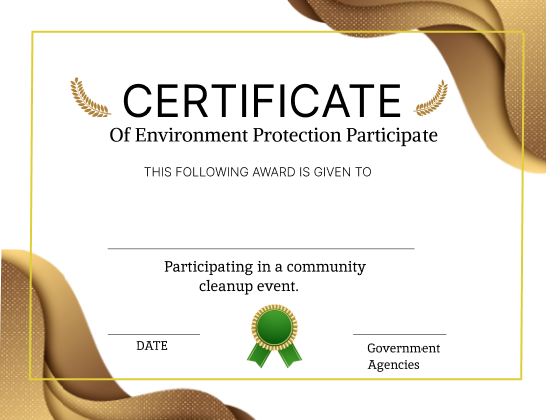 CERTIFICATE
Of Environment Protection Participate
THIS FOLLOWING AWARD IS GIVEN TO
Participating in a community
cleanup event.
DATE
Government
Agencies